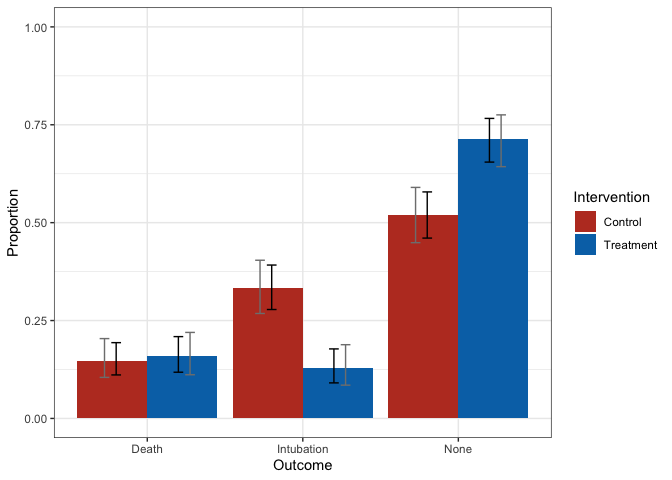 1.00
0.75
0.50
0.25
0.00
Proportion
Death
Intubation
None
Outcome
Intervention
Control
Treatment